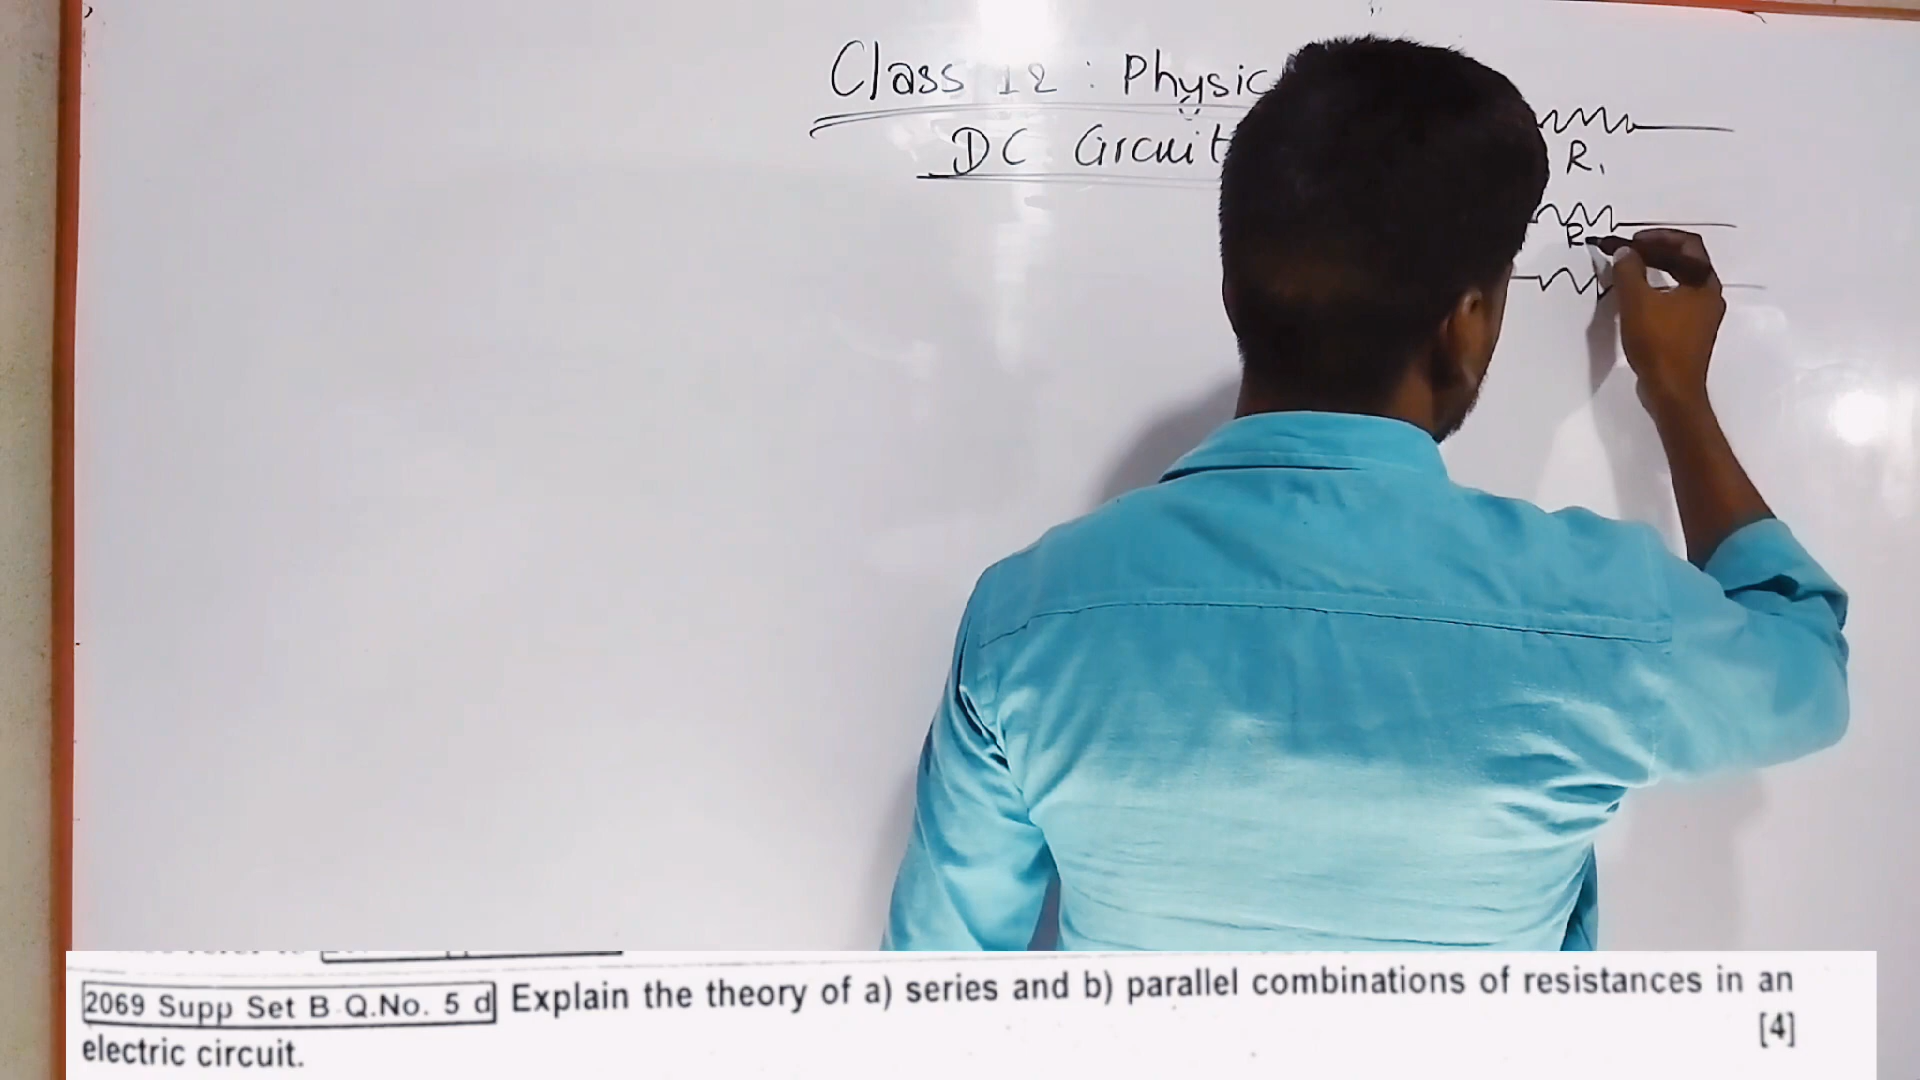 Class 12 : Physic
DC Circuit
R1
R
2069 Supp Set B Q.No. 5 d Explain the theory of a) series and b) parallel combinations of resistances in an
electric circuit. [4]